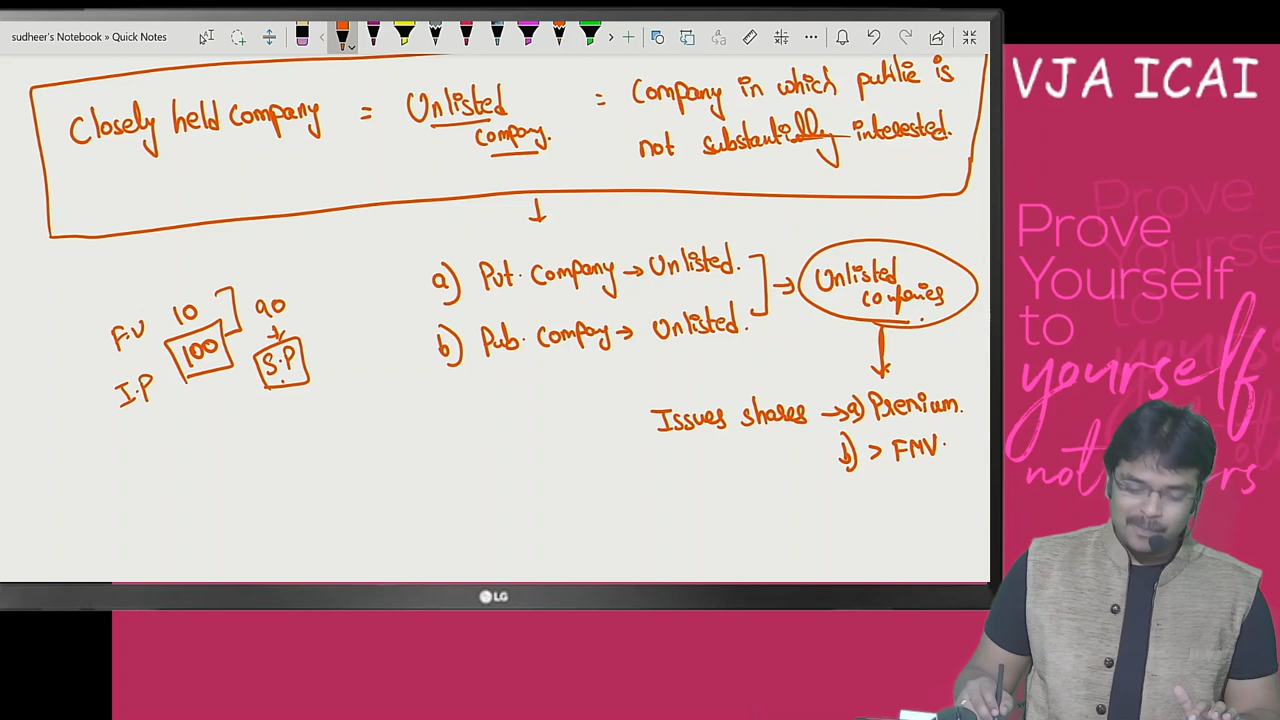 sudheer's Notebook » Quick Notes
VJA ICAI
Closely held company = Unlisted company. = Company in which public is
not substantially interested.
a) Pvt. Company → Unlisted.
b) Pub. Company → Unlisted.
Unlisted
companies
F.V 10 90
I.P 100 S.P
Issues shares → a) Premium.
b) > FMV.
Prove
Yourself
to
yourself
not
LG